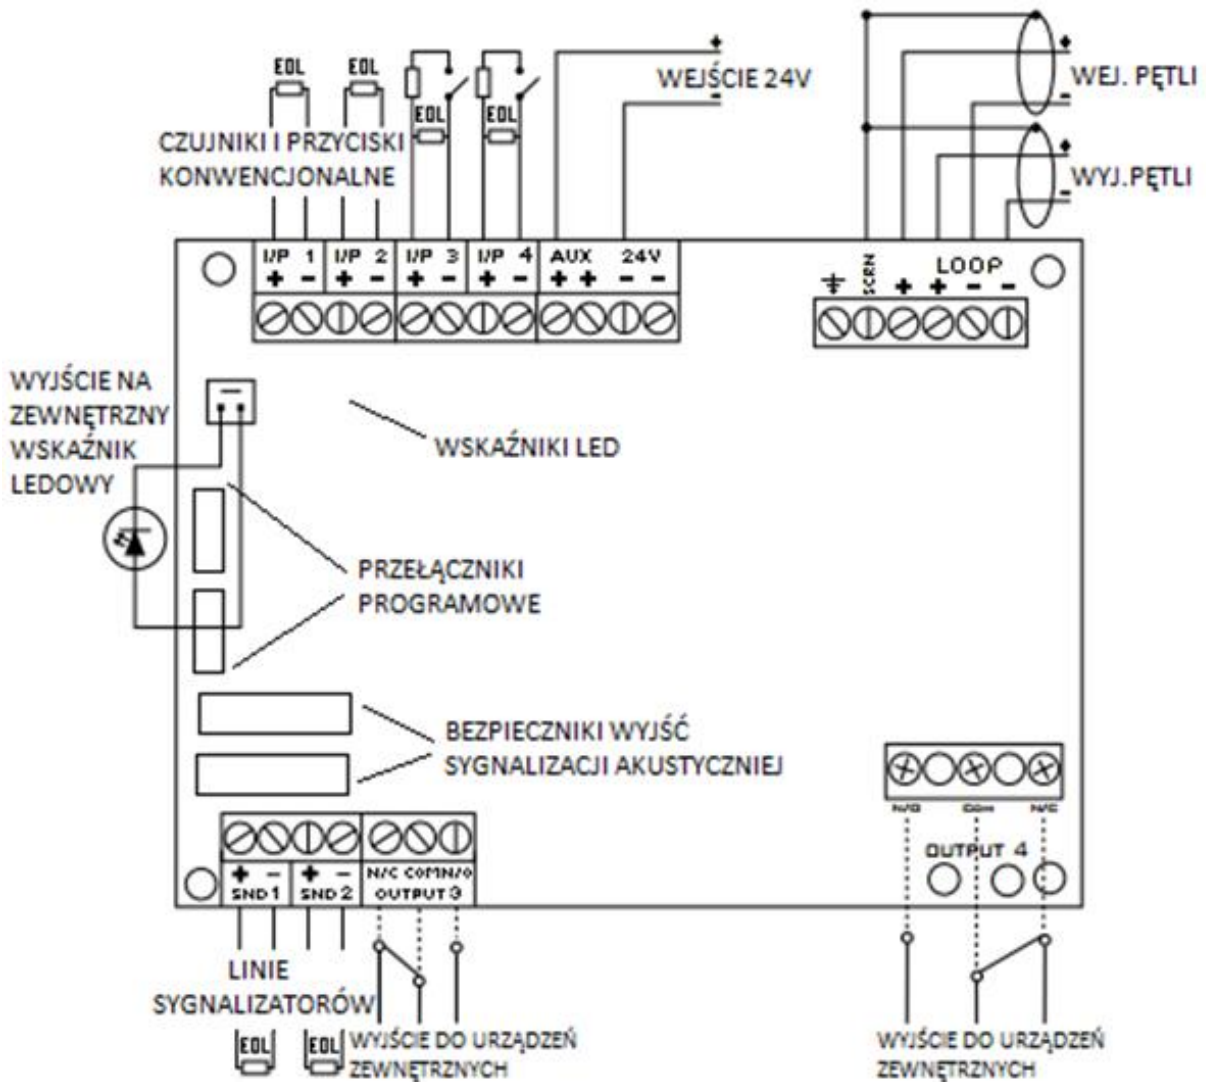 EOL EOL
EOL EOL
+
WEJŚCIE 24V
-
+
WEJ. PĘTLI
-
+
WYJ.PĘTLI
-
CZUJNIKI I PRZYCISKI
KONWENCJONALNE
I/P 1 I/P 2 I/P 3 I/P 4 AUX 24V
+ - + - + - + - + + - -
SCRN
LOOP
+ + - -
WYJŚCIE NA
ZEWNĘTRZNY
WSKAŹNIK
LEDOWY
WSKAŹNIKI LED
PRZEŁĄCZNIKI
PROGRAMOWE
BEZPIECZNIKI WYJŚĆ
SYGNALIZACJI AKUSTYCZNIEJ
N/O Com N/C
OUTPUT 4
+ - + - N/C COM N/O
SND 1 SND 2 OUTPUT 3
LINIE
SYGNALIZATORÓW
EOL EOL
WYJŚCIE DO URZĄDZEŃ
ZEWNĘTRZNYCH
WYJŚCIE DO URZĄDZEŃ
ZEWNĘTRZNYCH